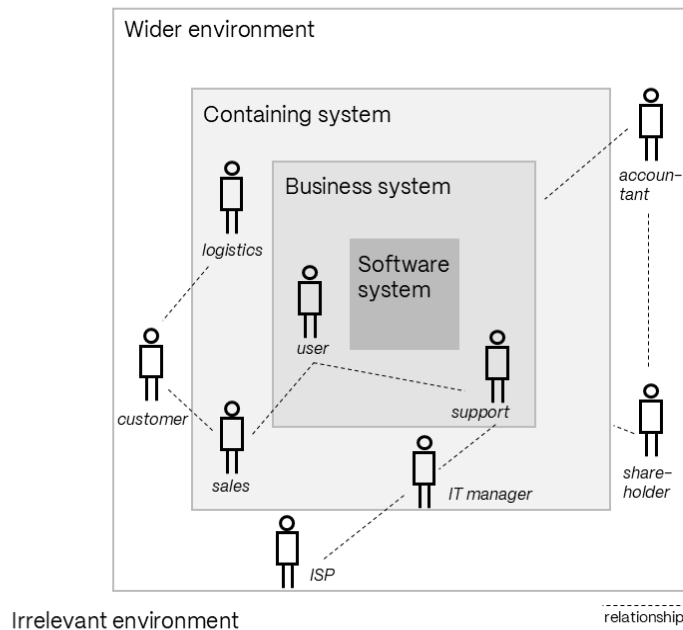 Wider environment
Containing system
accoun-
tant
Business system
logistics
Software
system
user
customer
support
sales
share-
holder
IT manager
ISP
Irrelevant environment
relationship